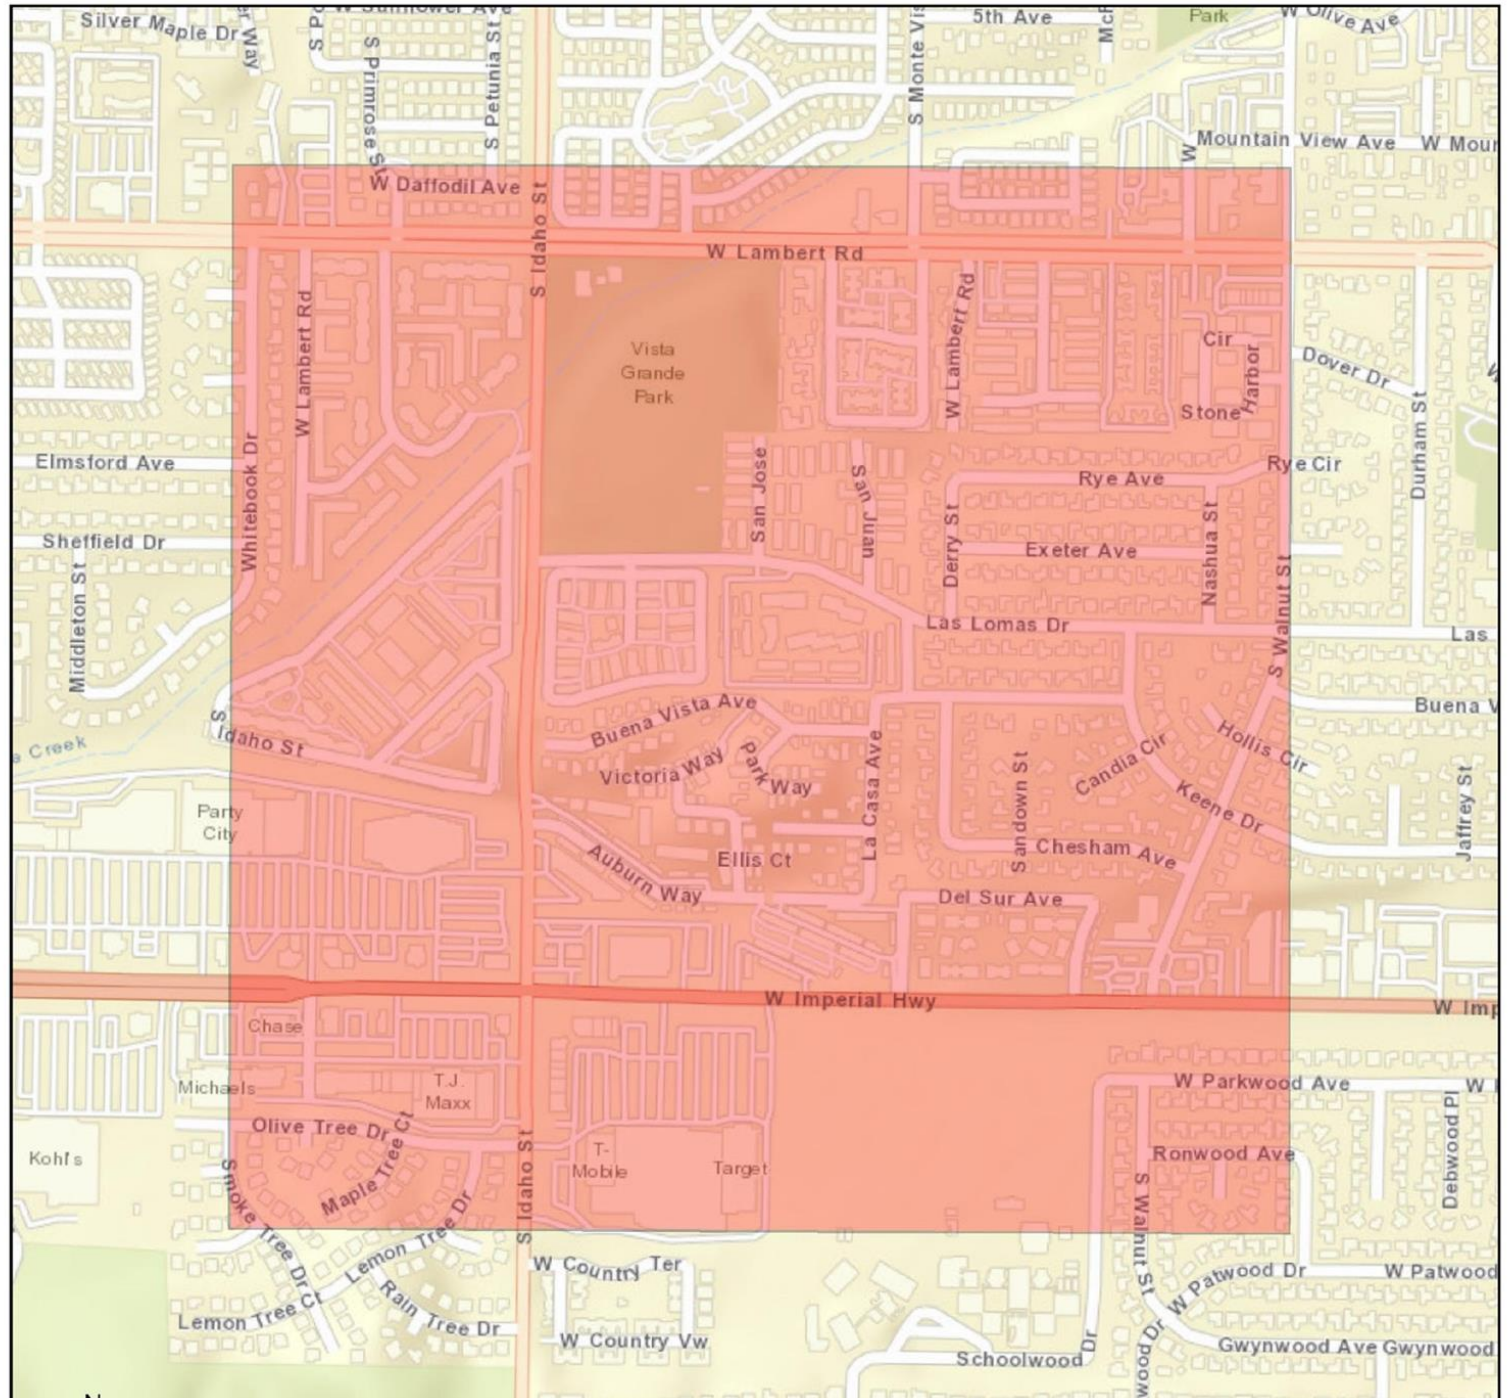 W Sunflower Ave
5th Ave
Park
W Olive Ave
Silver Maple Dr
S Primrose St
S Petunia St
Mountain View Ave
W
W Daffodil Ave
S Idaho St
W Lambert Rd
W Lambert Rd
W Lambert Rd
Vista
Grande
Park
Cir
Harbor
Stone
Dover Dr
Durham St
Elmsford Ave
Whitebook Dr
San Jose
San Juan
Rye Ave
Rye Cir
Sheffield Dr
Middleton St
Derry St
Exeter Ave
Nashua St
S Walnut St
Las Lomas Dr
Las
Buena Vista Ave
Buena V
Creek
S
Idaho St
Victoria Way
Park
Way
La Casa Ave
Sandown St
Candia Cir
Hollis Cir
Keene Dr
Jaffrey St
Party
City
Auburn Way
Ellis Ct
Chesham Ave
Del Sur Ave
W Imperial Hwy
W Imp
Chase
Michaels
T.J.
Maxx
W Parkwood Ave
W
Olive Tree Dr
Maple Tree Ct
Kohl's
T-
Mobile
Target
Ronwood Ave
Debwood Pl
Smoke Tree Dr
Lemon Tree Dr
S Idaho St
S Walnut St
W Country Ter
W Patwood Dr
W Patwood
Lemon Tree Ct
Rain Tree Dr
W Country Vw
Schoolwood
Dr
Gwynwood Ave
Gwynwood